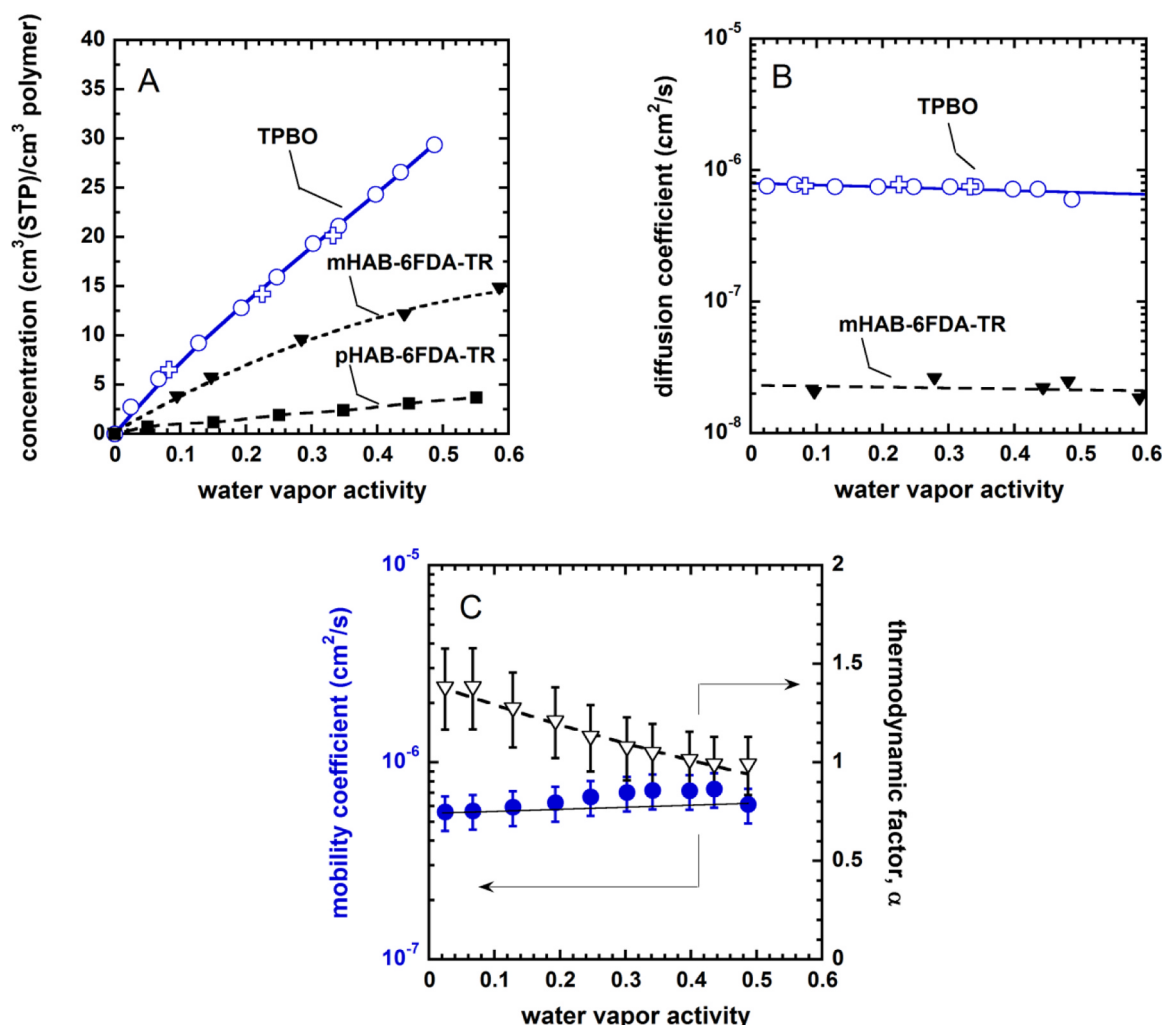 A
concentration (cm³(STP)/cm³ polymer)
40
35
30
25
20
15
10
5
0
TPBO
mHAB-6FDA-TR
pHAB-6FDA-TR
0 0.1 0.2 0.3 0.4 0.5 0.6
water vapor activity
B
diffusion coefficient (cm²/s)
10⁻⁵
10⁻⁶
10⁻⁷
10⁻⁸
TPBO
mHAB-6FDA-TR
0 0.1 0.2 0.3 0.4 0.5 0.6
water vapor activity
C
mobility coefficient (cm²/s)
10⁻⁵
10⁻⁶
10⁻⁷
2
1.5
1
0.5
0
thermodynamic factor, α
0 0.1 0.2 0.3 0.4 0.5 0.6
water vapor activity